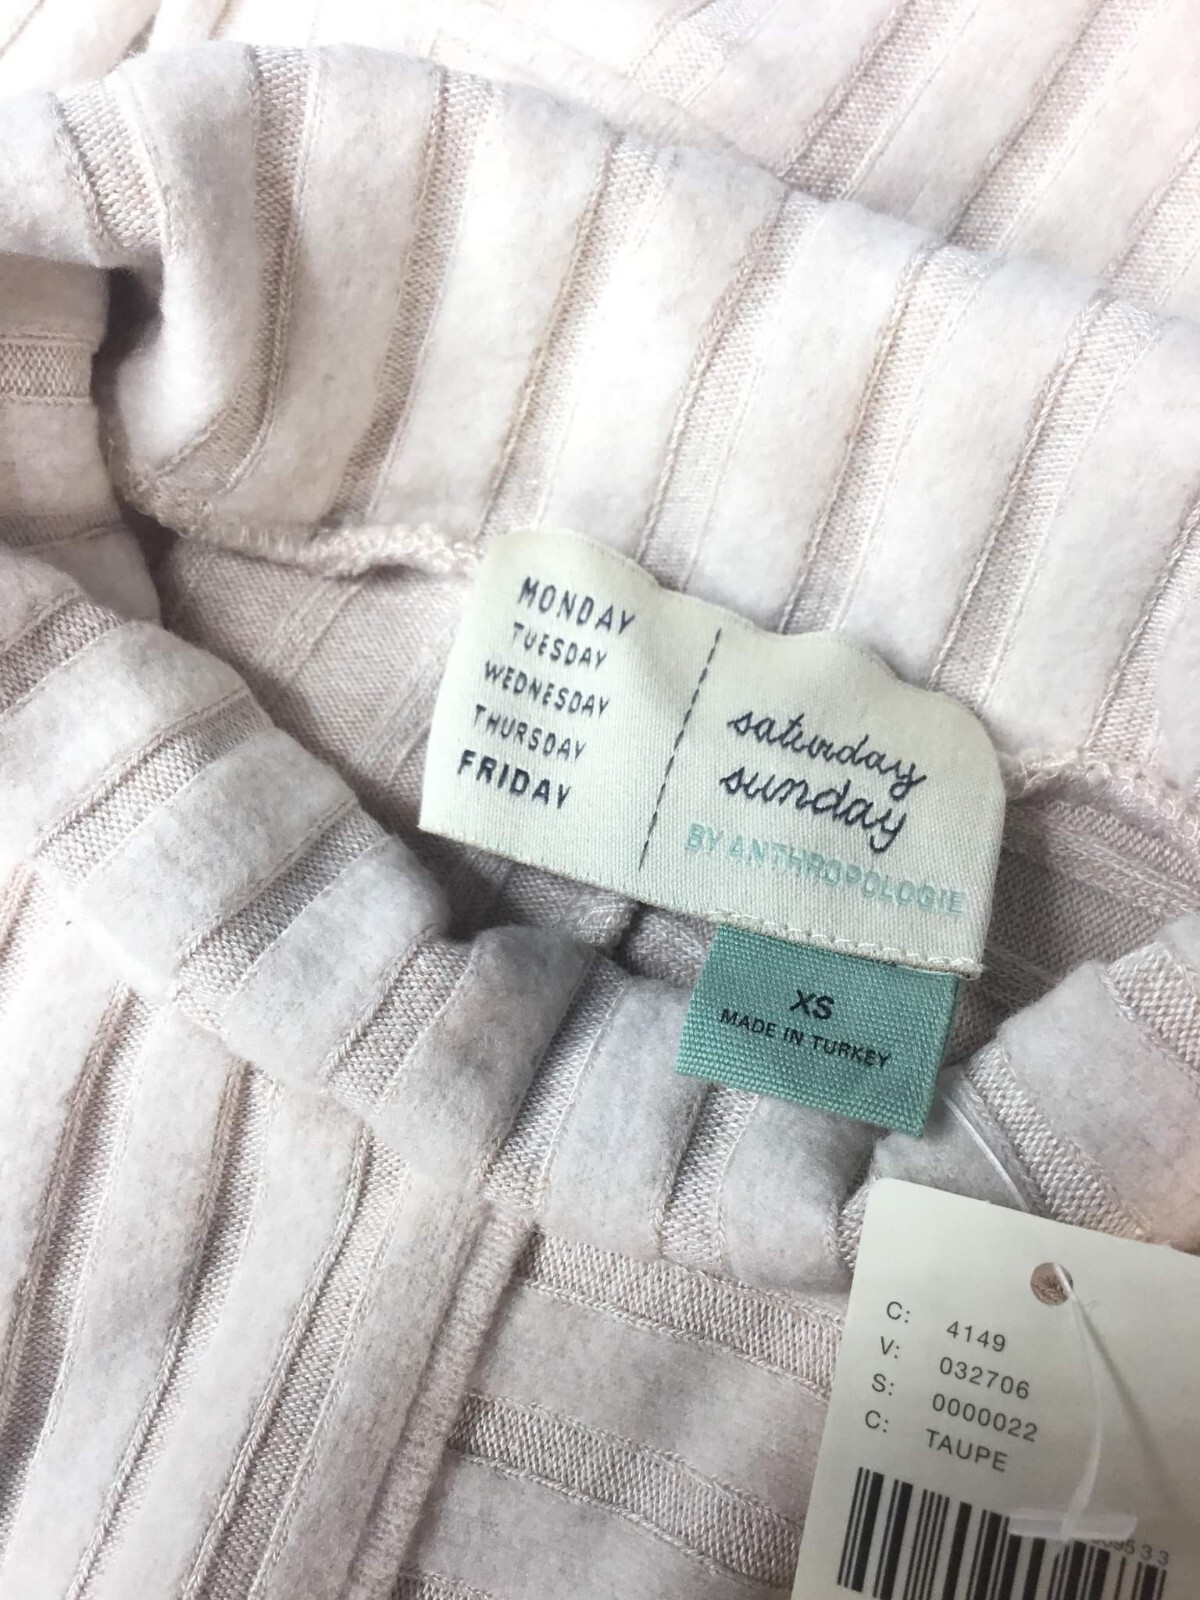 MONDAY
TUESDAY
WEDNESDAY
THURSDAY
FRIDAY
saturday
sunday
BY ANTHROPOLOGIE
XS
MADE IN TURKEY
C: 4149
V: 032706
S: 0000022
C: TAUPE